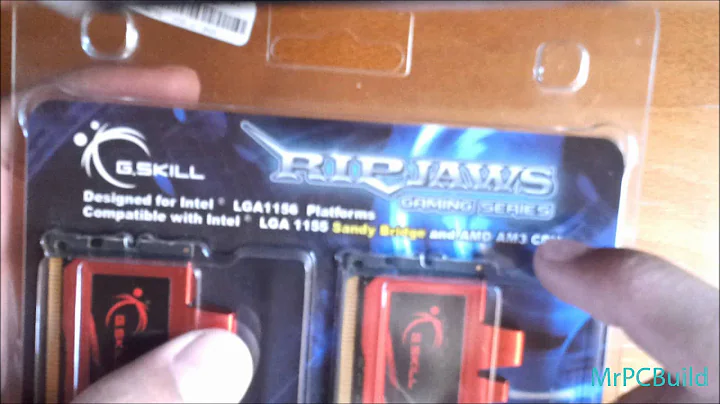 G.SKILL
RIPJAWS
GAMING SERIES
Designed for Intel® LGA1156 Platforms
Compatible with Intel® LGA 1155 Sandy Bridge and AMD AM3
G.SKILL
G.SKILL
MrPCBuild